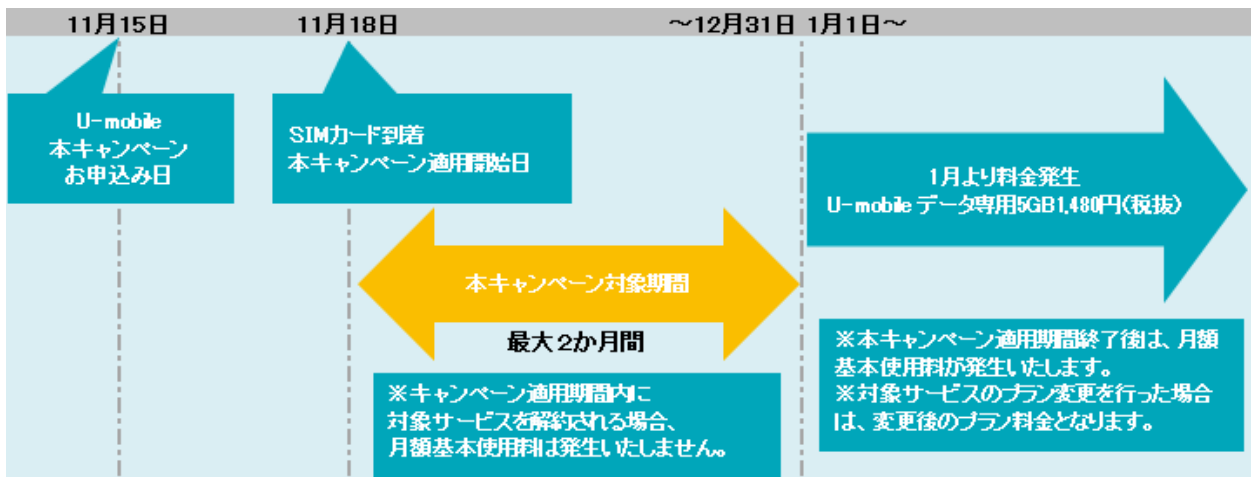 11月15日
11月18日
～12月31日
1月1日～
U-mobile
本キャンペーン
お申込み日
SIMカード到着
本キャンペーン適用開始日
1月より料金発生
U-mobile データ専用5GB1,480円(税抜)
本キャンペーン対象期間
最大2か月間
※キャンペーン適用期間内に
対象サービスを解約される場合、
月額基本使用料は発生いたしません。
※本キャンペーン適用期間終了後は、月額
基本使用料が発生いたします。
※対象サービスのプラン変更を行った場合
は、変更後のプラン料金となります。